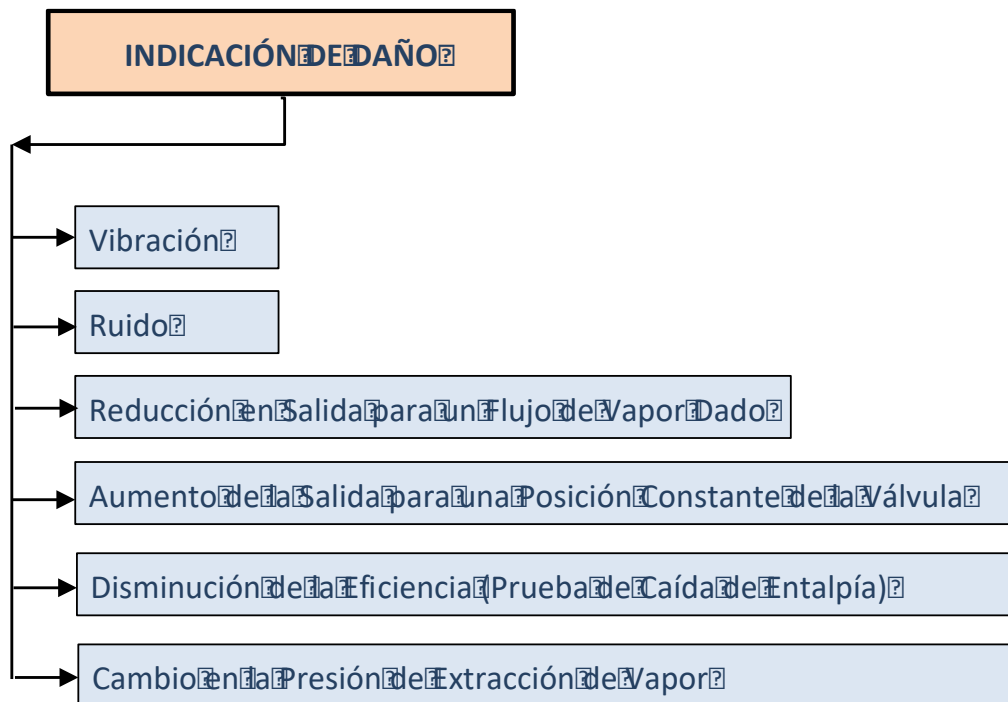 INDICACIÓN DE DAÑO
Vibración
Ruido
Reducción en Salida para un Flujo de Vapor Dado
Aumento de la Salida para una Posición Constante de la Válvula
Disminución de la Eficiencia (Prueba de Caída de Entalpía)
Cambio en la Presión de Extracción de Vapor